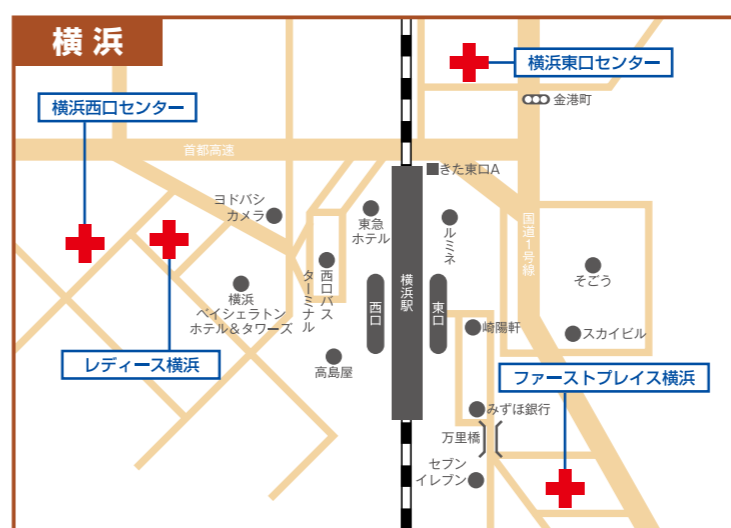 横浜
横浜東口センター
横浜西口センター
金港町
首都高速
きた東口A
ヨドバシ
カメラ
東急
ホテル
ルミネ
国道1号線
西口バス
ターミナル
横浜駅
そごう
横浜
ベイシェラトン
ホテル&タワーズ
西口
東口
崎陽軒
スカイビル
レディース横浜
高島屋
ファーストプレイス横浜
みずほ銀行
万里橋
セブン
イレブン